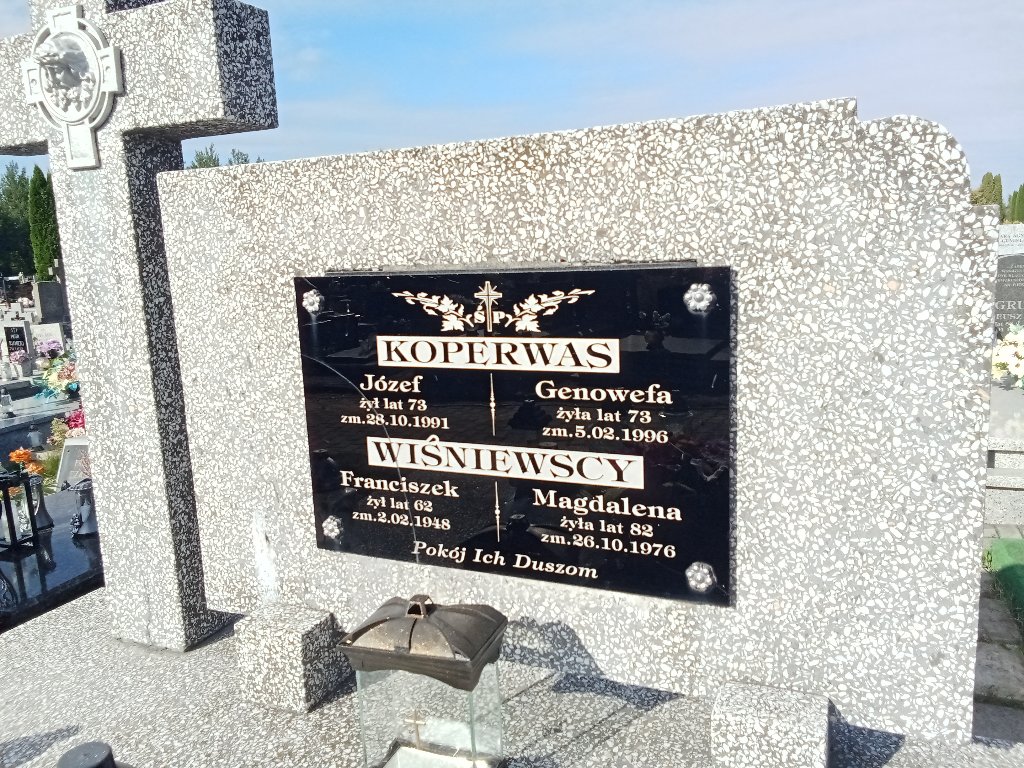 Ś P
KOPERWAS
Józef
żył lat 73
zm.28.10.1991
Genowefa
żyła lat 73
zm.5.02.1996
WIŚNIEWSCY
Franciszek
żył lat 62
zm.2.02.1948
Magdalena
żyła lat 82
zm.26.10.1976
Pokój Ich Duszom